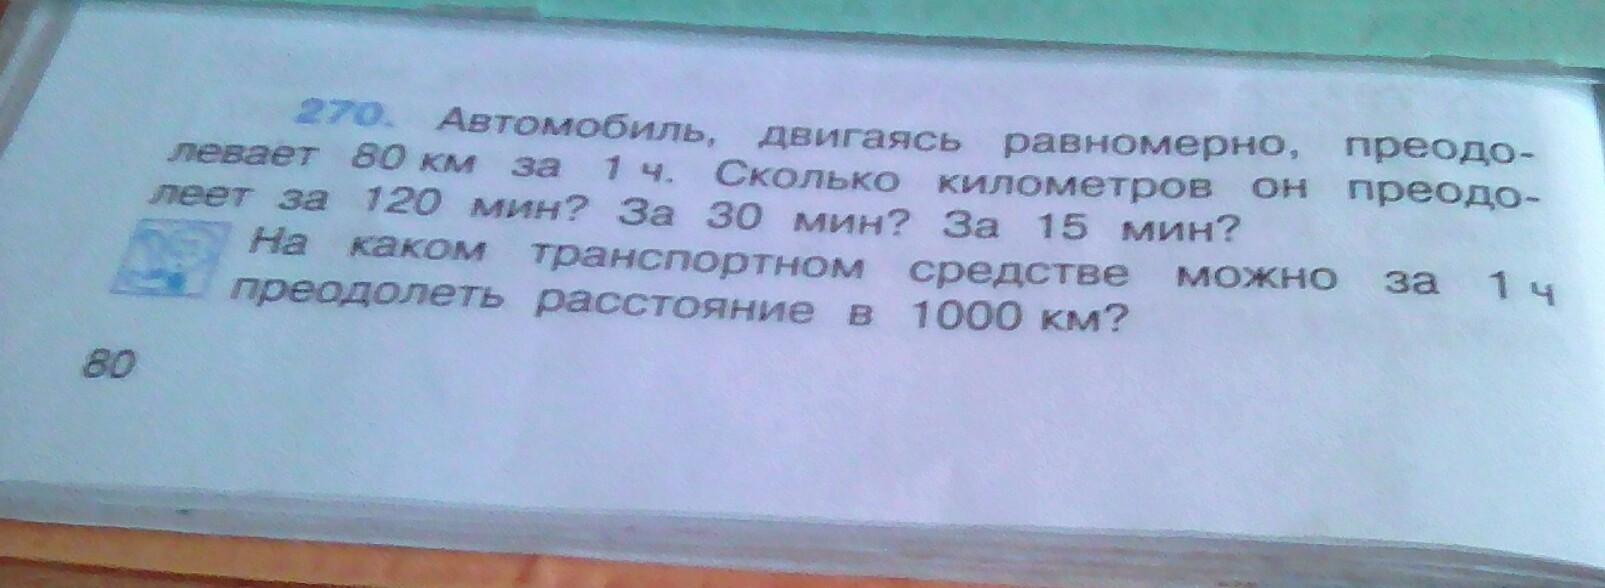 270. Автомобиль, двигаясь равномерно, преодо-
левает 80 км за 1 ч. Сколько километров он преодо-
леет за 120 мин? За 30 мин? За 15 мин?
На каком транспортном средстве можно за 1 ч
преодолеть расстояние в 1000 км?
80